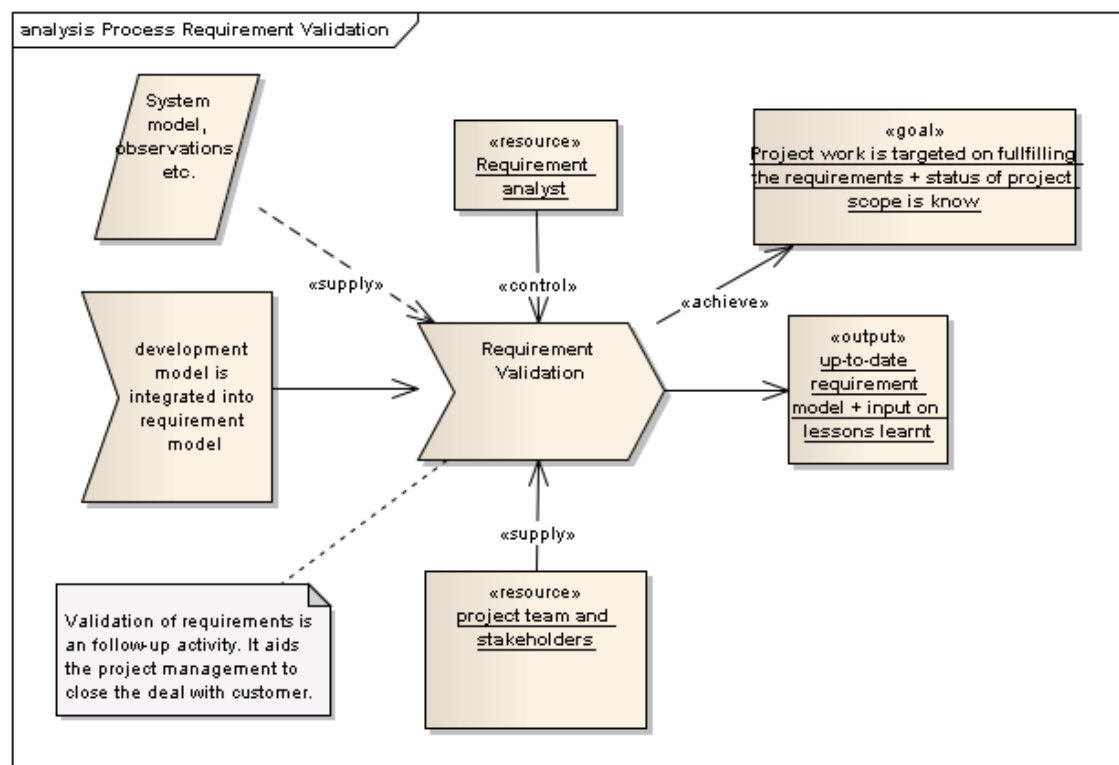 analysis Process Requirement Validation
System
model,
observations
etc.
«resource»
Requirement
analyst
«goal»
Project work is targeted on fullfilling
the requirements + status of project
scope is know
«supply»
«control»
«achieve»
development
model is
integrated into
requirement
model
Requirement
Validation
«output»
up-to-date
requirement
model + input on
lessons learnt
«supply»
«resource»
project team and
stakeholders
Validation of requirements is
an follow-up activity. It aids
the project management to
close the deal with customer.